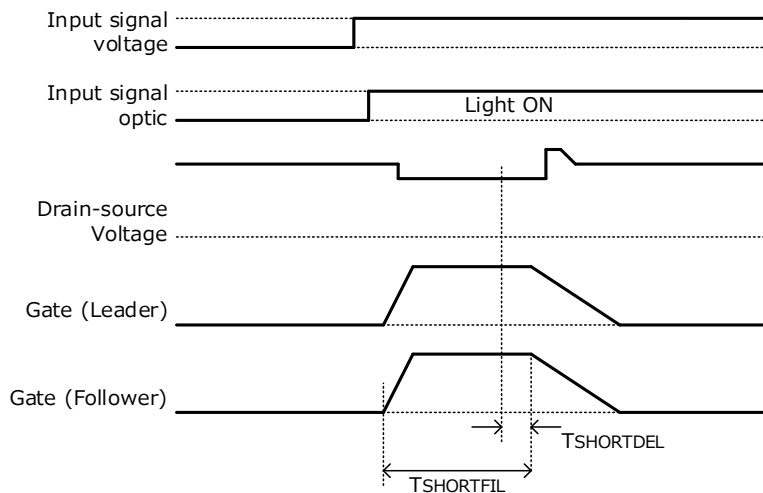 Input signal
voltage
Input signal
optic
Light ON
Drain-source
Voltage
Gate (Leader)
Gate (Follower)
TSHORTDEL
TSHORTFIL